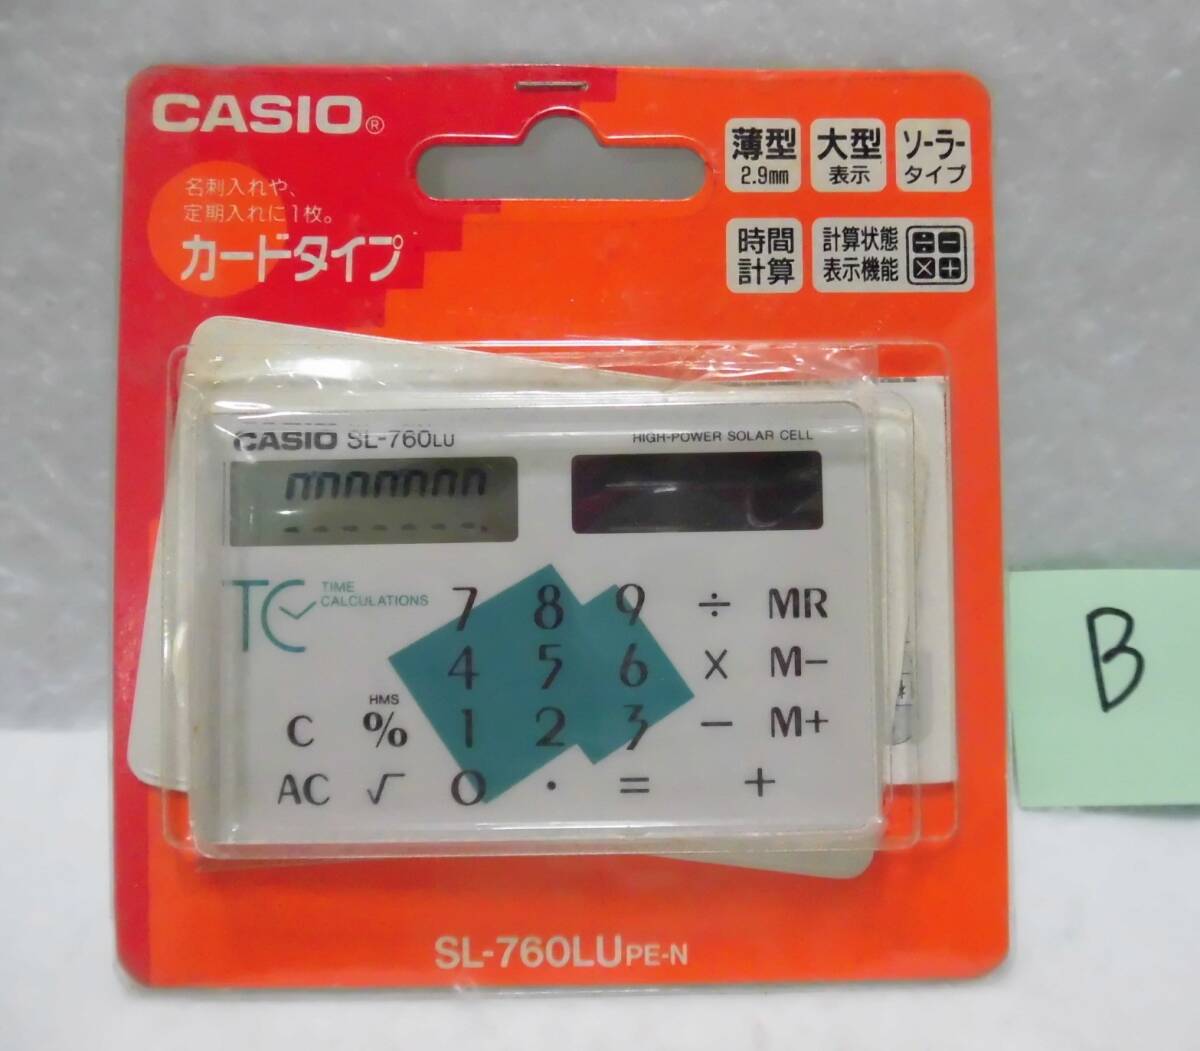 CASIO®
名刺入れや、
定期入れに1枚。
カードタイプ
薄型
2.9mm
大型
表示
ソーラー
タイプ
時間
計算
計算状態
表示機能
÷ −
× +
CASIO SL-760LU
HIGH-POWER SOLAR CELL
TC TIME
CALCULATIONS
7 8 9 ÷ MR
4 5 6 × M−
HMS
C % 1 2 3 − M+
AC √ 0 · = +
SL-760LU PE-N
B